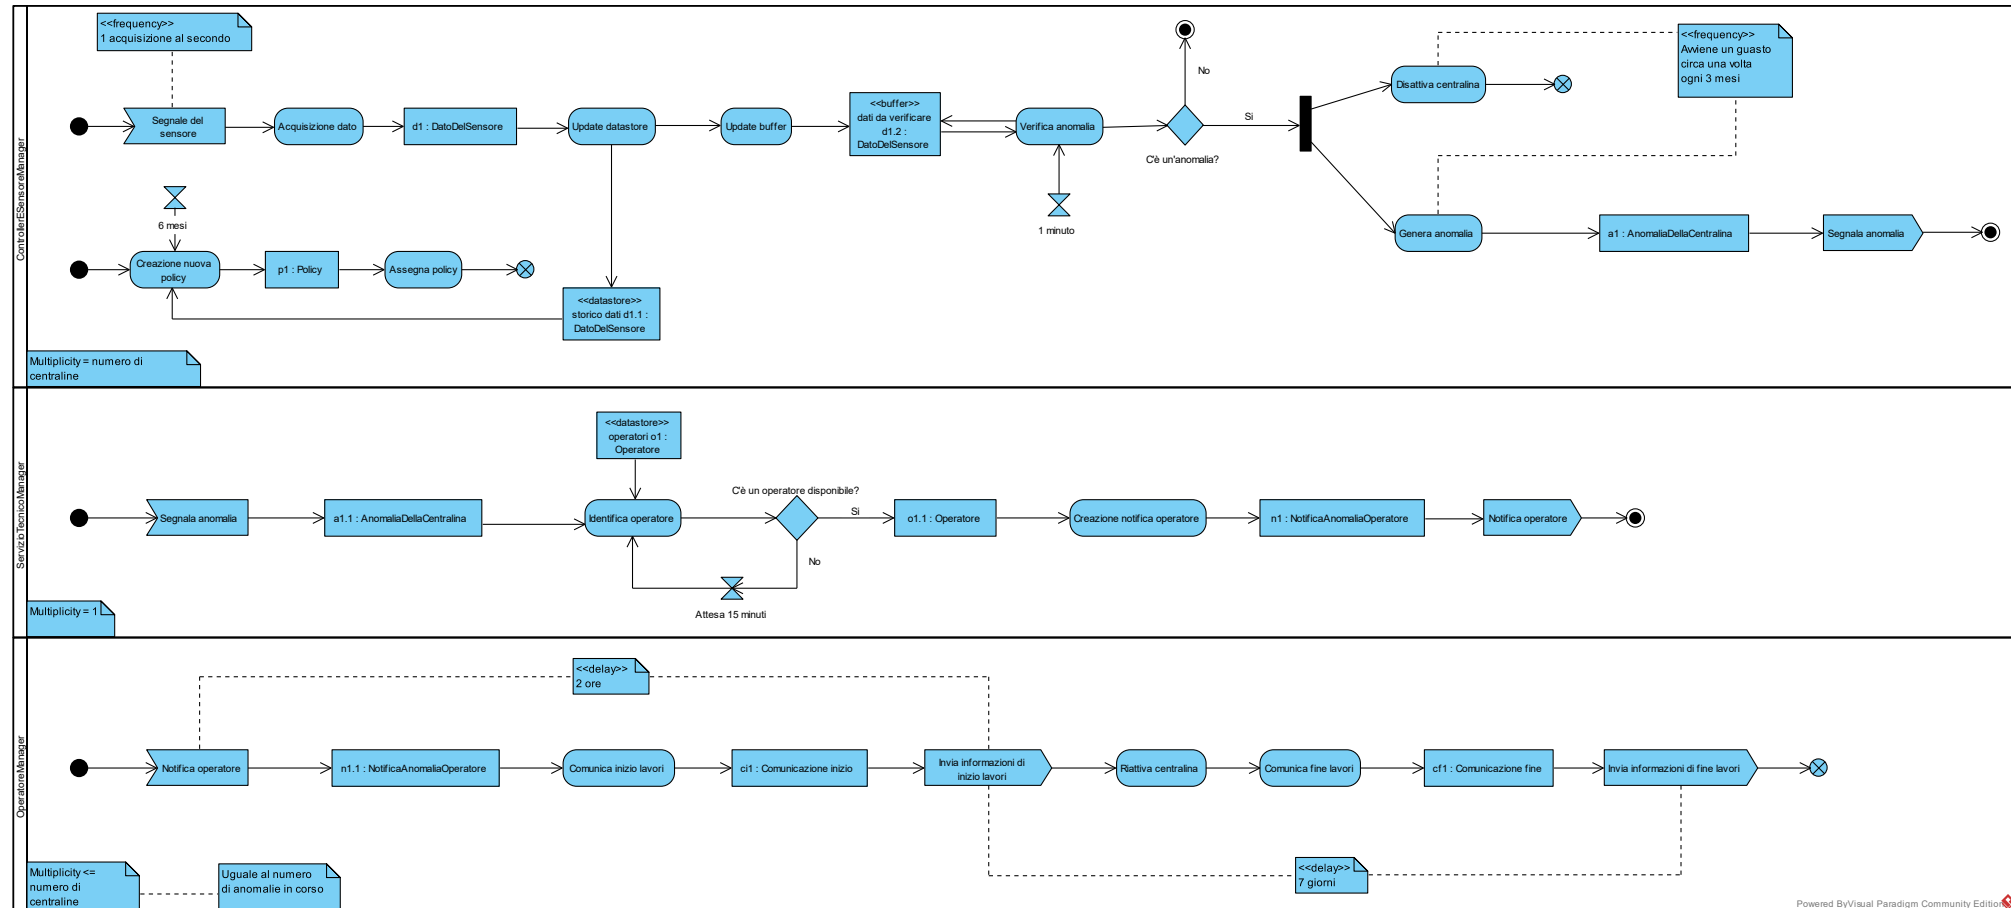 ControllerESensoreManager
<<frequency>>
1 acquisizione al secondo
Segnale del
sensore
Acquisizione dato
d1 : DatoDelSensore
Update datastore
Update buffer
<<buffer>>
dati da verificare
d1.2 :
DatoDelSensore
Verifica anomalia
1 minuto
C'è un'anomalia?
No
Si
Disattiva centralina
<<frequency>>
Avviene un guasto
circa una volta
ogni 3 mesi
Genera anomalia
a1 : AnomaliaDellaCentralina
Segnala anomalia
6 mesi
Creazione nuova
policy
p1 : Policy
Assegna policy
<<datastore>>
storico dati d1.1 :
DatoDelSensore
Multiplicity = numero di
centraline
ServizioTecnicoManager
<<datastore>>
operatori o1 :
Operatore
Segnala anomalia
a1.1 : AnomaliaDellaCentralina
Identifica operatore
C'è un operatore disponibile?
Si
No
Attesa 15 minuti
o1.1 : Operatore
Creazione notifica operatore
n1 : NotificaAnomaliaOperatore
Notifica operatore
Multiplicity = 1
OperatoreManager
<<delay>>
2 ore
Notifica operatore
n1.1 : NotificaAnomaliaOperatore
Comunica inizio lavori
ci1 : Comunicazione inizio
Invia informazioni di
inizio lavori
Riattiva centralina
Comunica fine lavori
cf1 : Comunicazione fine
Invia informazioni di fine lavori
<<delay>>
7 giorni
Multiplicity <=
numero di
centraline
Uguale al numero
di anomalie in corso
Powered ByVisual Paradigm Community Edition